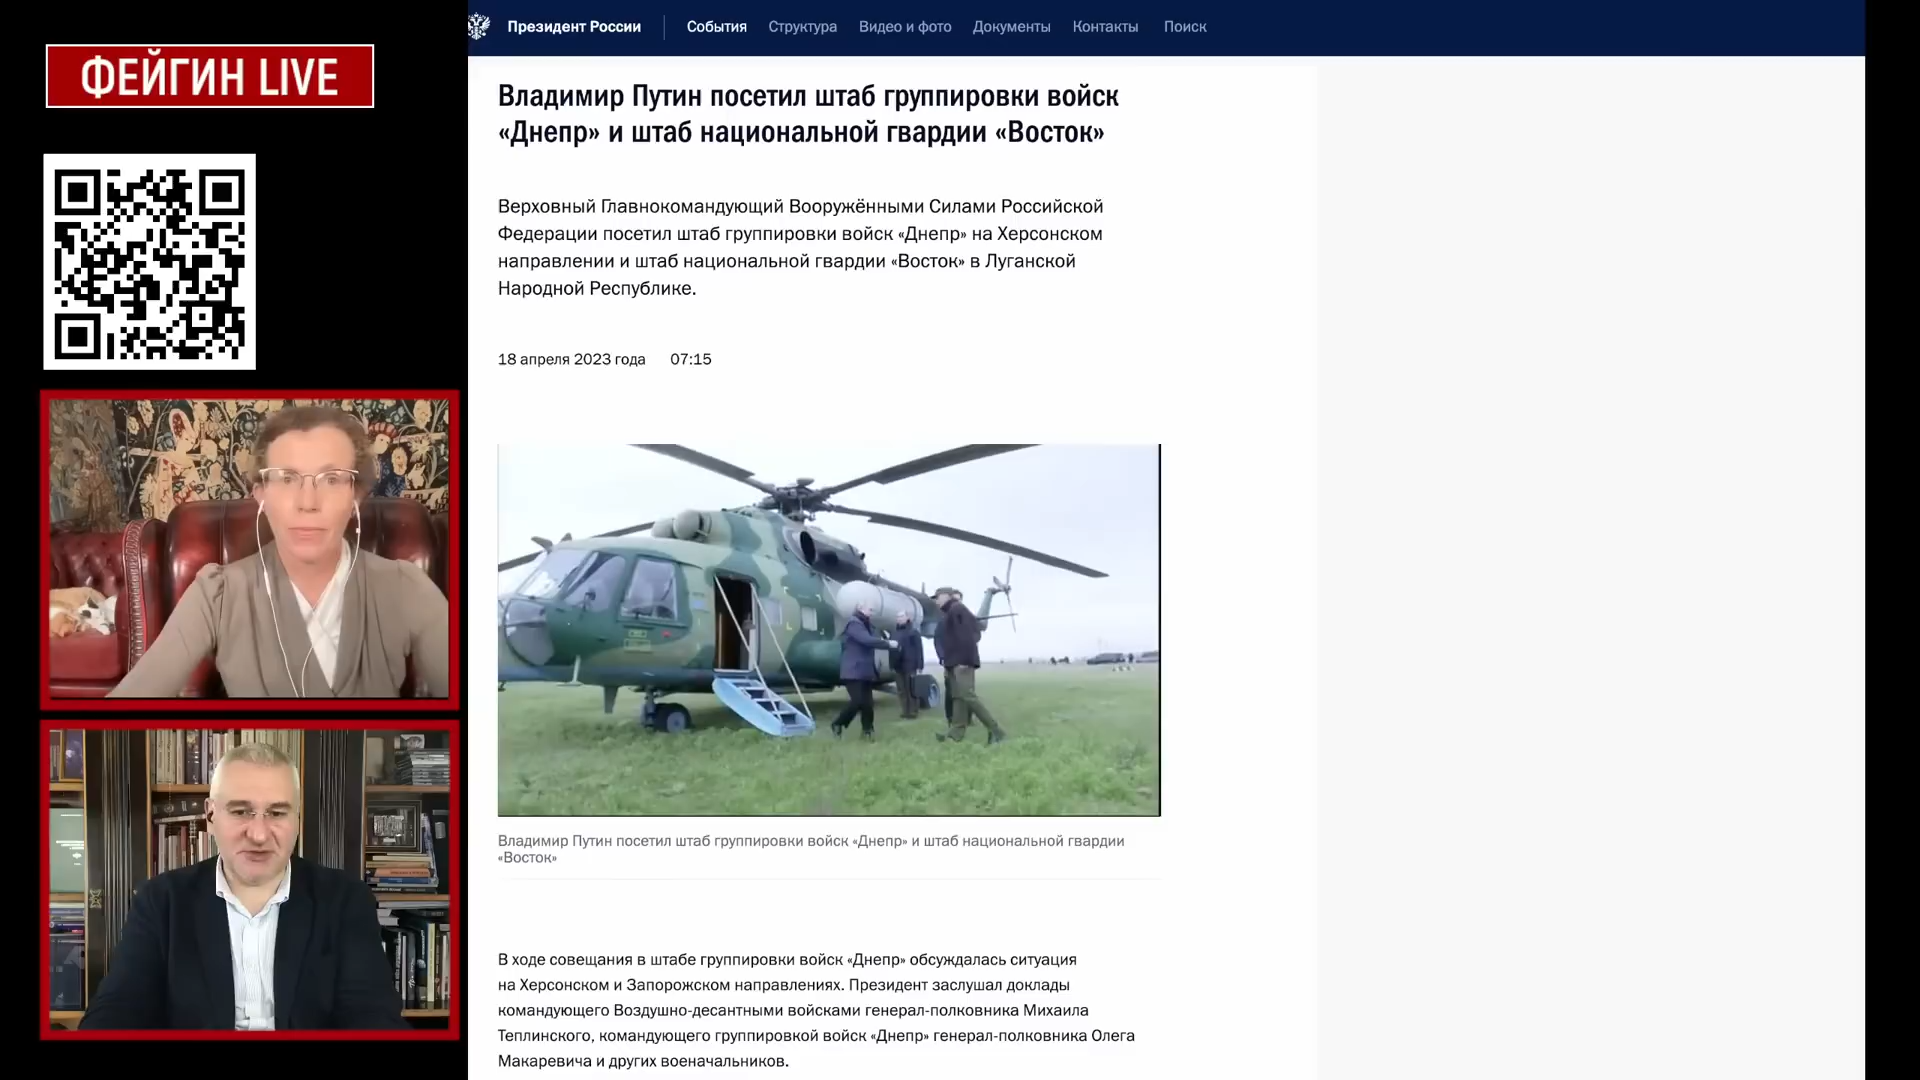 ФЕЙГИН LIVE
Президент России
События
Структура
Видео и фото
Документы
Контакты
Поиск
Владимир Путин посетил штаб группировки войск
«Днепр» и штаб национальной гвардии «Восток»
Верховный Главнокомандующий Вооружёнными Силами Российской
Федерации посетил штаб группировки войск «Днепр» на Херсонском
направлении и штаб национальной гвардии «Восток» в Луганской
Народной Республике.
18 апреля 2023 года 07:15
Владимир Путин посетил штаб группировки войск «Днепр» и штаб национальной гвардии
«Восток»
В ходе совещания в штабе группировки войск «Днепр» обсуждалась ситуация
на Херсонском и Запорожском направлениях. Президент заслушал доклады
командующего Воздушно-десантными войсками генерал-полковника Михаила
Теплинского, командующего группировкой войск «Днепр» генерал-полковника Олега
Макаревича и других военачальников.